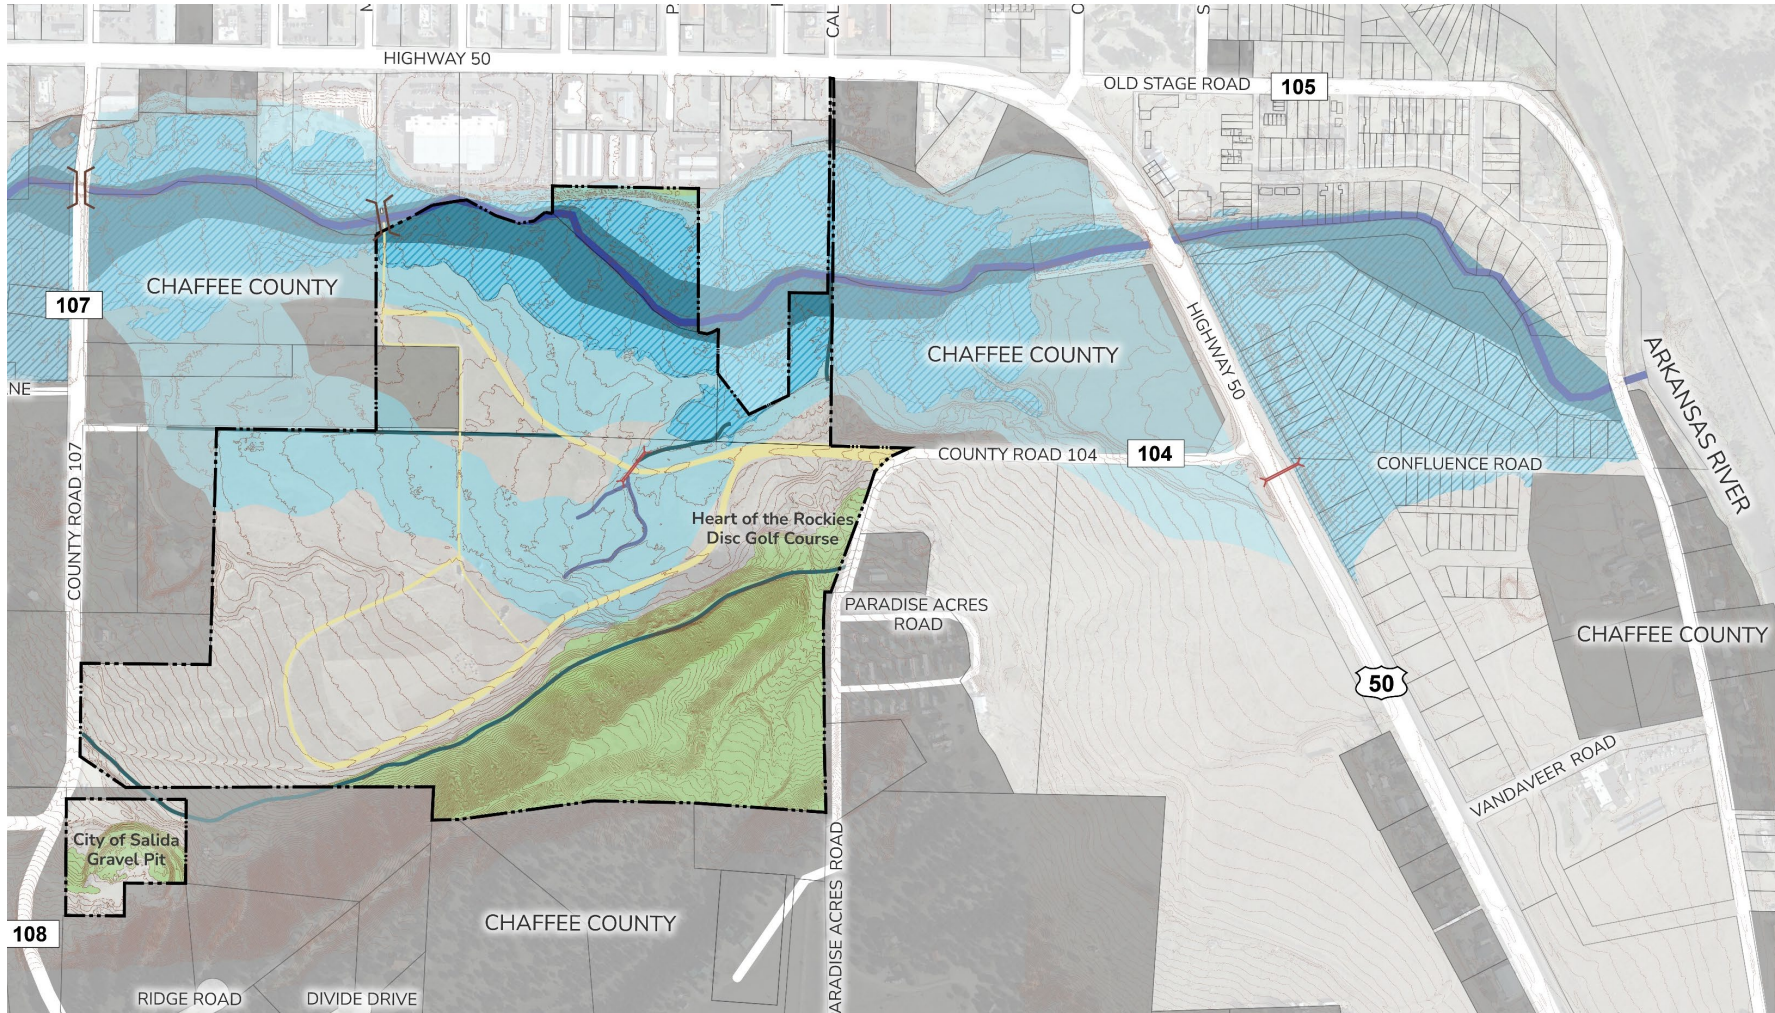 CAL
HIGHWAY 50
OLD STAGE ROAD
105
CHAFFEE COUNTY
107
HIGHWAY 50
CHAFFEE COUNTY
ARKANSAS RIVER
NE
COUNTY ROAD 107
COUNTY ROAD 104
104
CONFLUENCE ROAD
Heart of the Rockies
Disc Golf Course
PARADISE ACRES
ROAD
CHAFFEE COUNTY
50
VANDAVEER ROAD
City of Salida
Gravel Pit
CHAFFEE COUNTY
ARADISE ACRES ROAD
108
RIDGE ROAD
DIVIDE DRIVE